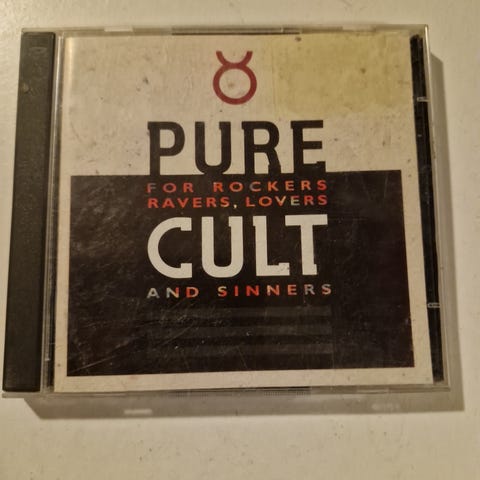 PURE
FOR ROCKERS
RAVERS, LOVERS
CULT
AND SINNERS